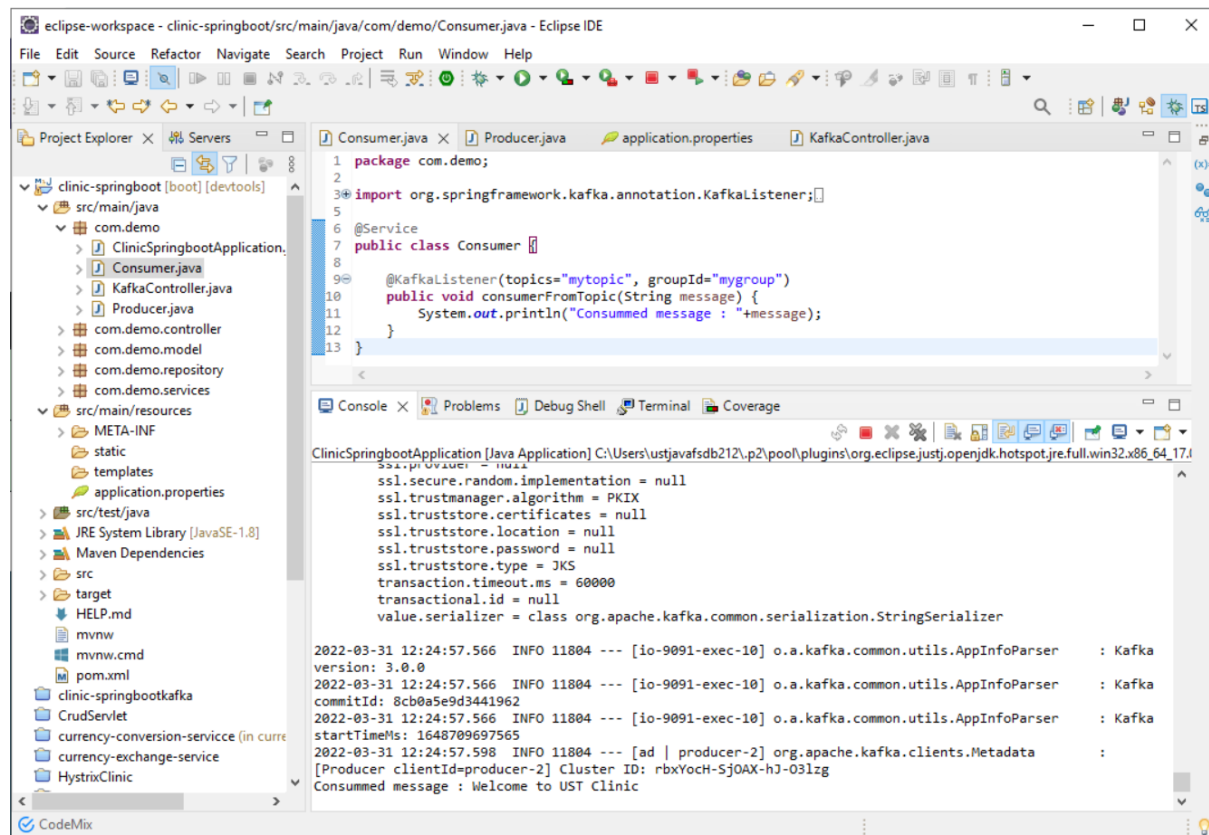 eclipse-workspace - clinic-springboot/src/main/java/com/demo/Consumer.java - Eclipse IDE
File Edit Source Refactor Navigate Search Project Run Window Help
Project Explorer Servers
clinic-springboot [boot] [devtools]
src/main/java
com.demo
ClinicSpringbootApplication.
Consumer.java
KafkaController.java
Producer.java
com.demo.controller
com.demo.model
com.demo.repository
com.demo.services
src/main/resources
META-INF
static
templates
application.properties
src/test/java
JRE System Library [JavaSE-1.8]
Maven Dependencies
src
target
HELP.md
mvnw
mvnw.cmd
pom.xml
clinic-springbootkafka
CrudServlet
currency-conversion-servicce (in curre
currency-exchange-service
HystrixClinic
Consumer.java Producer.java application.properties KafkaController.java
1 package com.demo;
2
3 import org.springframework.kafka.annotation.KafkaListener;
5
6 @Service
7 public class Consumer {
8
9 @KafkaListener(topics="mytopic", groupId="mygroup")
10 public void consumerFromTopic(String message) {
11 System.out.println("Consummed message : "+message);
12 }
13 }
Console Problems Debug Shell Terminal Coverage
ClinicSpringbootApplication [Java Application] C:\Users\ustjavafsdb212\.p2\pool\plugins\org.eclipse.justj.openjdk.hotspot.jre.full.win32.x86_64_17.(
ssl.provider = null
ssl.secure.random.implementation = null
ssl.trustmanager.algorithm = PKIX
ssl.truststore.certificates = null
ssl.truststore.location = null
ssl.truststore.password = null
ssl.truststore.type = JKS
transaction.timeout.ms = 60000
transactional.id = null
value.serializer = class org.apache.kafka.common.serialization.StringSerializer
2022-03-31 12:24:57.566 INFO 11804 --- [io-9091-exec-10] o.a.kafka.common.utils.AppInfoParser : Kafka
version: 3.0.0
2022-03-31 12:24:57.566 INFO 11804 --- [io-9091-exec-10] o.a.kafka.common.utils.AppInfoParser : Kafka
commitId: 8cb0a5e9d3441962
2022-03-31 12:24:57.566 INFO 11804 --- [io-9091-exec-10] o.a.kafka.common.utils.AppInfoParser : Kafka
startTimeMs: 1648709697565
2022-03-31 12:24:57.598 INFO 11804 --- [ad | producer-2] org.apache.kafka.clients.Metadata :
[Producer clientId=producer-2] Cluster ID: rbxYocH-SjOAX-hJ-O3lzg
Consummed message : Welcome to UST Clinic
CodeMix